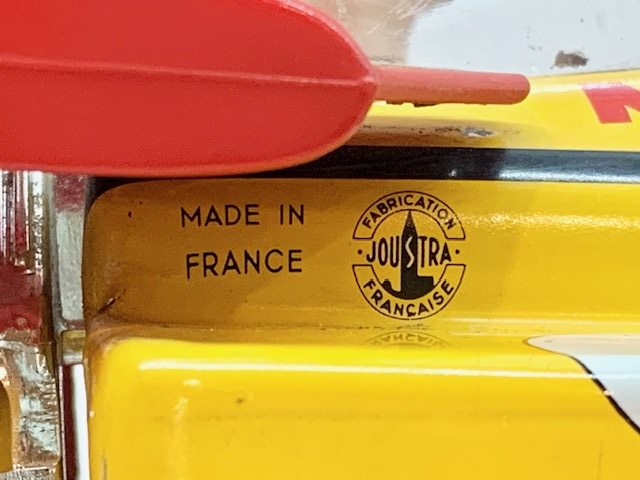 MADE IN
FRANCE
FABRICATION
JOUSTRA
FRANÇAISE